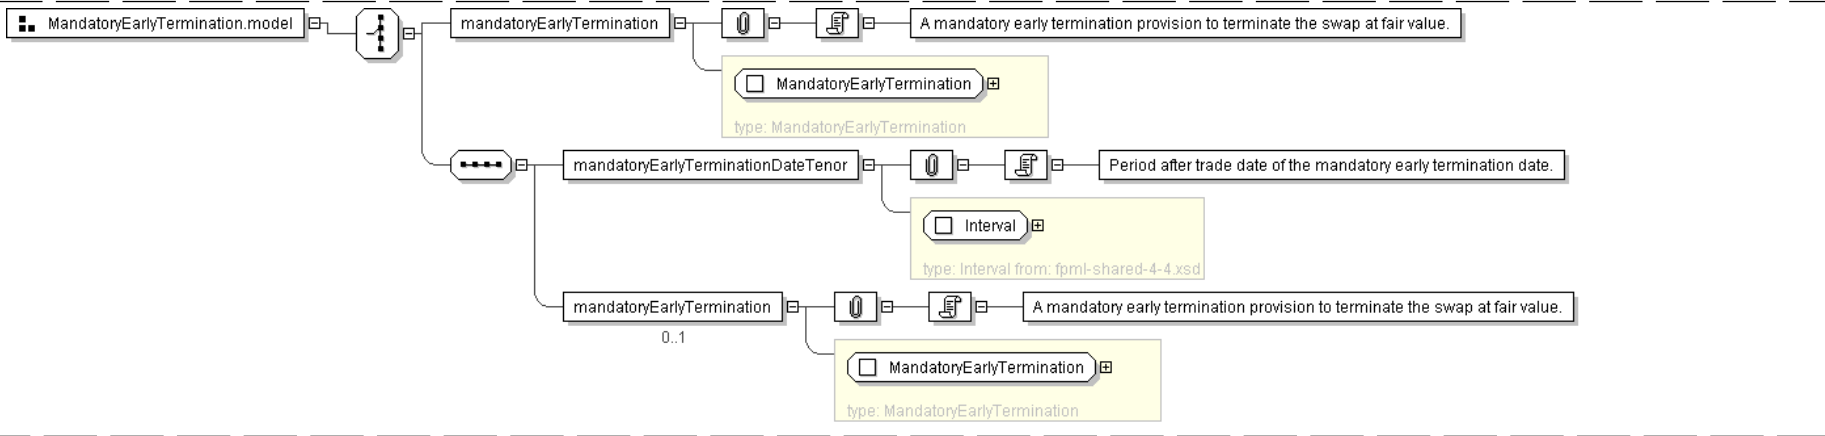 MandatoryEarlyTermination.model
mandatoryEarlyTermination
A mandatory early termination provision to terminate the swap at fair value.
MandatoryEarlyTermination
type: MandatoryEarlyTermination
mandatoryEarlyTerminationDateTenor
Period after trade date of the mandatory early termination date.
Interval
type: Interval from: fpml-shared-4-4.xsd
mandatoryEarlyTermination
A mandatory early termination provision to terminate the swap at fair value.
0..1
MandatoryEarlyTermination
type: MandatoryEarlyTermination